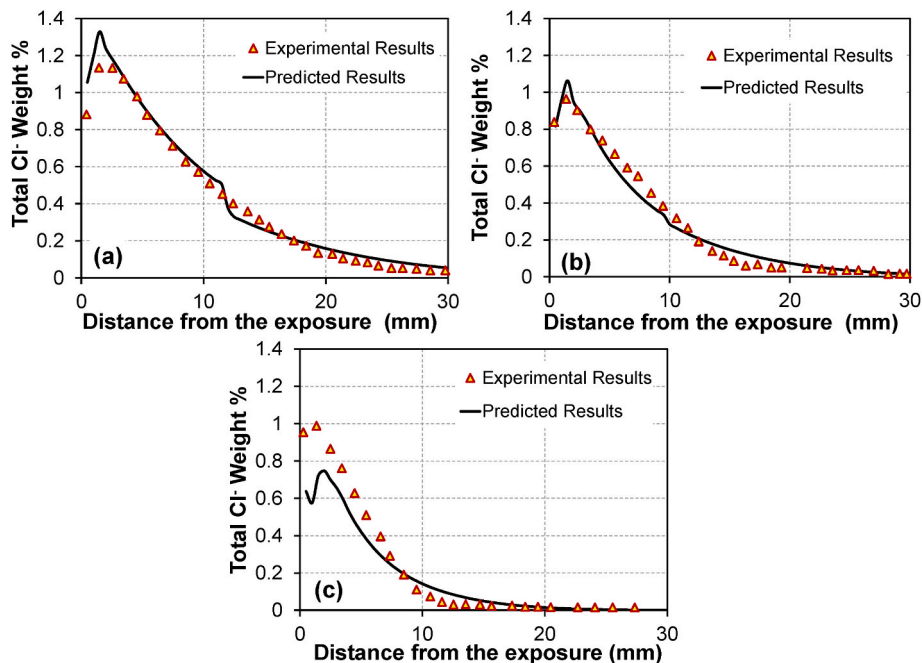 1.4
1.2
1
0.8
0.6
0.4
0.2
0
Total Cl- Weight %
Experimental Results
Predicted Results
(a)
0 10 20 30
Distance from the exposure (mm)
1.4
1.2
1
0.8
0.6
0.4
0.2
0
Total Cl- Weight %
Experimental Results
Predicted Results
(b)
0 10 20 30
Distance from the exposure (mm)
1.4
1.2
1
0.8
0.6
0.4
0.2
0
Total Cl- Weight %
Experimental Results
Predicted Results
(c)
0 10 20 30
Distance from the exposure (mm)